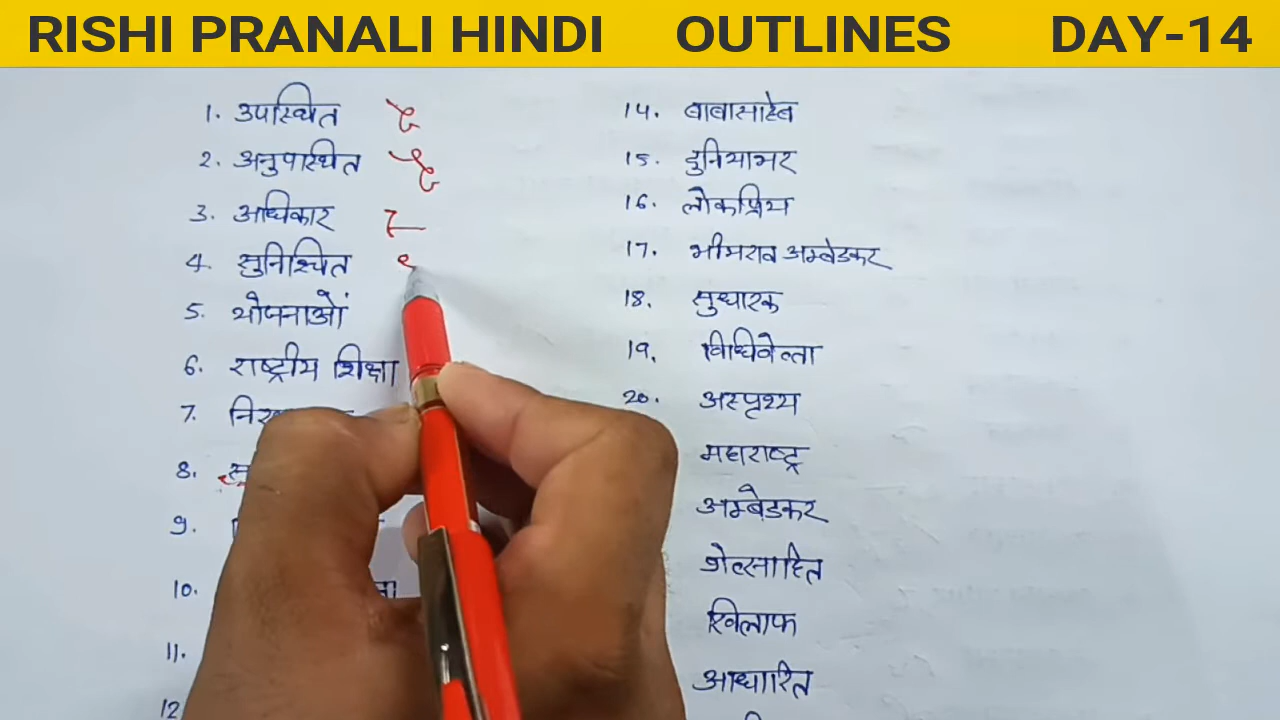 RISHI PRANALI HINDI OUTLINES DAY-14
1. उपस्थित
2. अनुपस्थित
3. अधिकार
4. सुनिश्चित
5. योजनाओं
6. राष्ट्रीय शिक्षा
7.
8.
9.
10.
11.
12
14. बाबासाहेब
15. दुनियाभर
16. लोकप्रिय
17. भीमराव अम्बेडकर
18. सुधारक
19. विधिवेत्ता
20. अस्पृश्य
महाराष्ट्र
अम्बेडकर
प्रोत्साहित
खिलाफ
आधारित